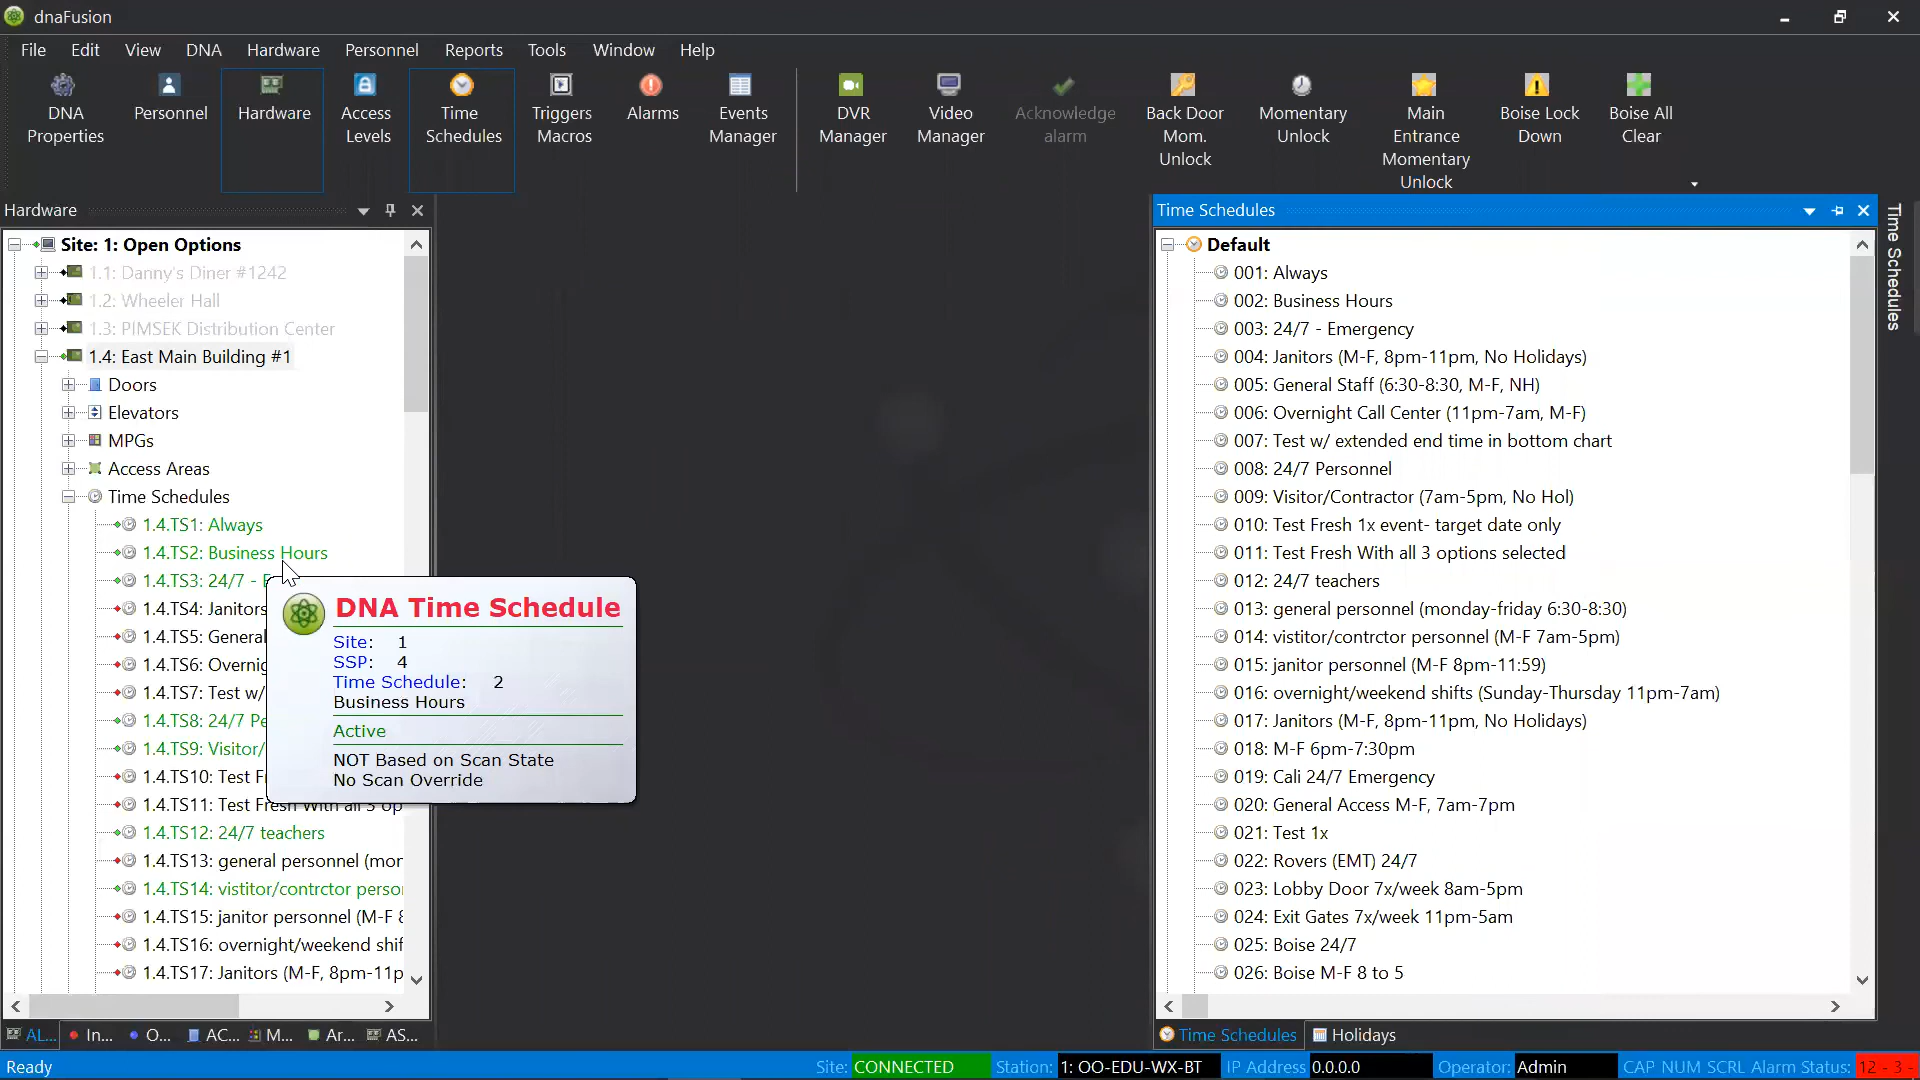 dnaFusion
File Edit View DNA Hardware Personnel Reports Tools Window Help
DNA Properties
Personnel
Hardware
Access Levels
Time Schedules
Triggers Macros
Alarms
Events Manager
DVR Manager
Video Manager
Acknowledge alarm
Back Door Mom. Unlock
Momentary Unlock
Main Entrance Momentary Unlock
Boise Lock Down
Boise All Clear
Hardware
Site: 1: Open Options
1.1: Danny's Diner #1242
1.2: Wheeler Hall
1.3: PIMSEK Distribution Center
1.4: East Main Building #1
Doors
Elevators
MPGs
Access Areas
Time Schedules
1.4.TS1: Always
1.4.TS2: Business Hours
1.4.TS3: 24/7 - E
1.4.TS4: Janitors
1.4.TS5: General
1.4.TS6: Overnig
1.4.TS7: Test w/
1.4.TS8: 24/7 Pe
1.4.TS9: Visitor/
1.4.TS10: Test F
1.4.TS11: Test Fresh With all 3 op
1.4.TS12: 24/7 teachers
1.4.TS13: general personnel (mor
1.4.TS14: vistitor/contrctor perso
1.4.TS15: janitor personnel (M-F 8
1.4.TS16: overnight/weekend shif
1.4.TS17: Janitors (M-F, 8pm-11p
DNA Time Schedule
Site: 1
SSP: 4
Time Schedule: 2
Business Hours
Active
NOT Based on Scan State
No Scan Override
AL... In... O... AC... M... Ar... AS...
Time Schedules
Default
001: Always
002: Business Hours
003: 24/7 - Emergency
004: Janitors (M-F, 8pm-11pm, No Holidays)
005: General Staff (6:30-8:30, M-F, NH)
006: Overnight Call Center (11pm-7am, M-F)
007: Test w/ extended end time in bottom chart
008: 24/7 Personnel
009: Visitor/Contractor (7am-5pm, No Hol)
010: Test Fresh 1x event- target date only
011: Test Fresh With all 3 options selected
012: 24/7 teachers
013: general personnel (monday-friday 6:30-8:30)
014: vistitor/contrctor personnel (M-F 7am-5pm)
015: janitor personnel (M-F 8pm-11:59)
016: overnight/weekend shifts (Sunday-Thursday 11pm-7am)
017: Janitors (M-F, 8pm-11pm, No Holidays)
018: M-F 6pm-7:30pm
019: Cali 24/7 Emergency
020: General Access M-F, 7am-7pm
021: Test 1x
022: Rovers (EMT) 24/7
023: Lobby Door 7x/week 8am-5pm
024: Exit Gates 7x/week 11pm-5am
025: Boise 24/7
026: Boise M-F 8 to 5
Time Schedules Holidays
Time Schedules
Ready Site: CONNECTED Station: 1: OO-EDU-WX-BT IP Address 0.0.0.0 Operator: Admin CAP NUM SCRL Alarm Status: 12 - 3 -